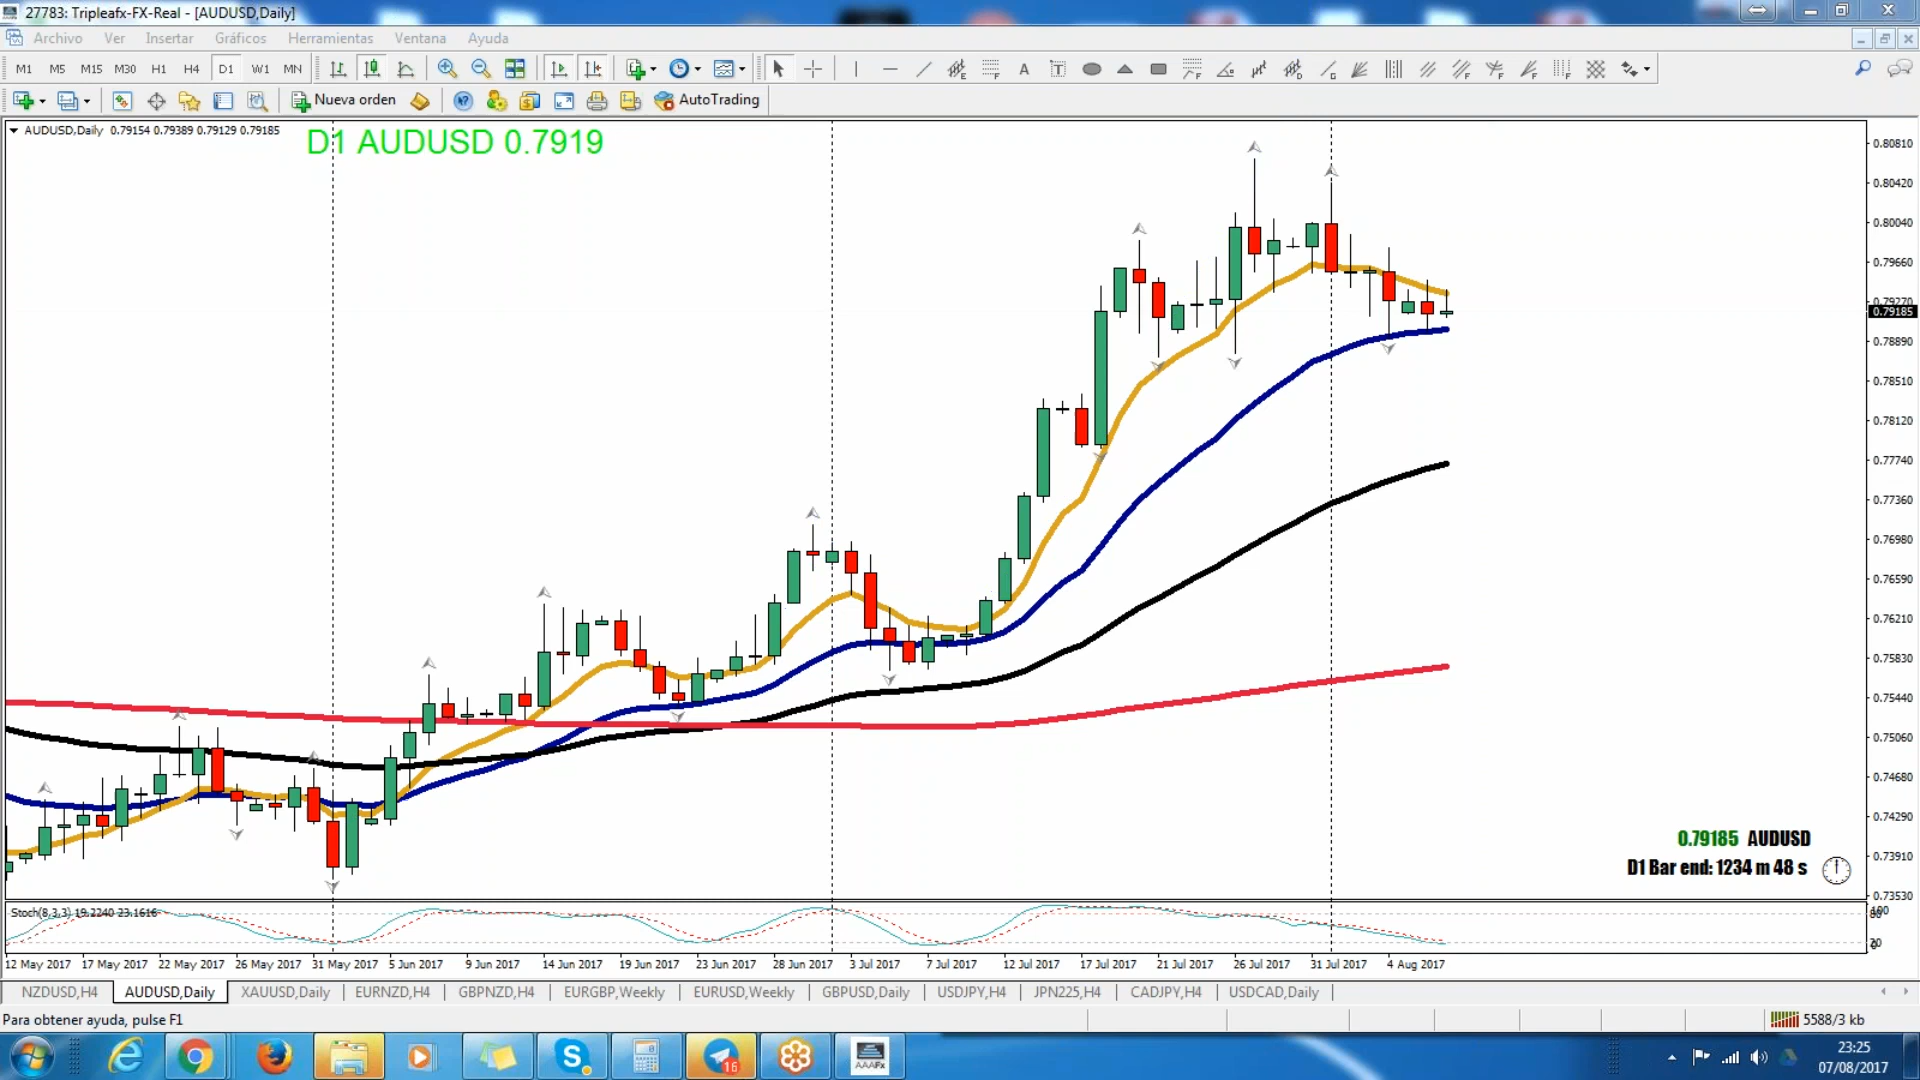 27783: Tripleafx-FX-Real - [AUDUSD,Daily]
Archivo Ver Insertar Gráficos Herramientas Ventana Ayuda
M1 M5 M15 M30 H1 H4 D1 W1 MN
A T
Nueva orden AutoTrading
AUDUSD,Daily 0.79154 0.79389 0.79129 0.79185
D1 AUDUSD 0.7919
0.80810
0.80420
0.80040
0.79660
0.79270
0.79185
0.78890
0.78510
0.78120
0.77740
0.77360
0.76980
0.76590
0.76210
0.75830
0.75440
0.75060
0.74680
0.74290
0.73910
0.73530
0.79185 AUDUSD
D1 Bar end: 1234 m 48 s
Stoch(8,3,3) 19.2240 23.1616
100
80
20
12 May 2017 17 May 2017 22 May 2017 26 May 2017 31 May 2017 5 Jun 2017 9 Jun 2017 14 Jun 2017 19 Jun 2017 23 Jun 2017 28 Jun 2017 3 Jul 2017 7 Jul 2017 12 Jul 2017 17 Jul 2017 21 Jul 2017 26 Jul 2017 31 Jul 2017 4 Aug 2017
NZDUSD,H4 AUDUSD,Daily XAUUSD,Daily EURNZD,H4 GBPNZD,H4 EURGBP,Weekly EURUSD,Weekly GBPUSD,Daily USDJPY,H4 JPN225,H4 CADJPY,H4 USDCAD,Daily
Para obtener ayuda, pulse F1
5588/3 kb
16
AAAFx
23:25
07/08/2017